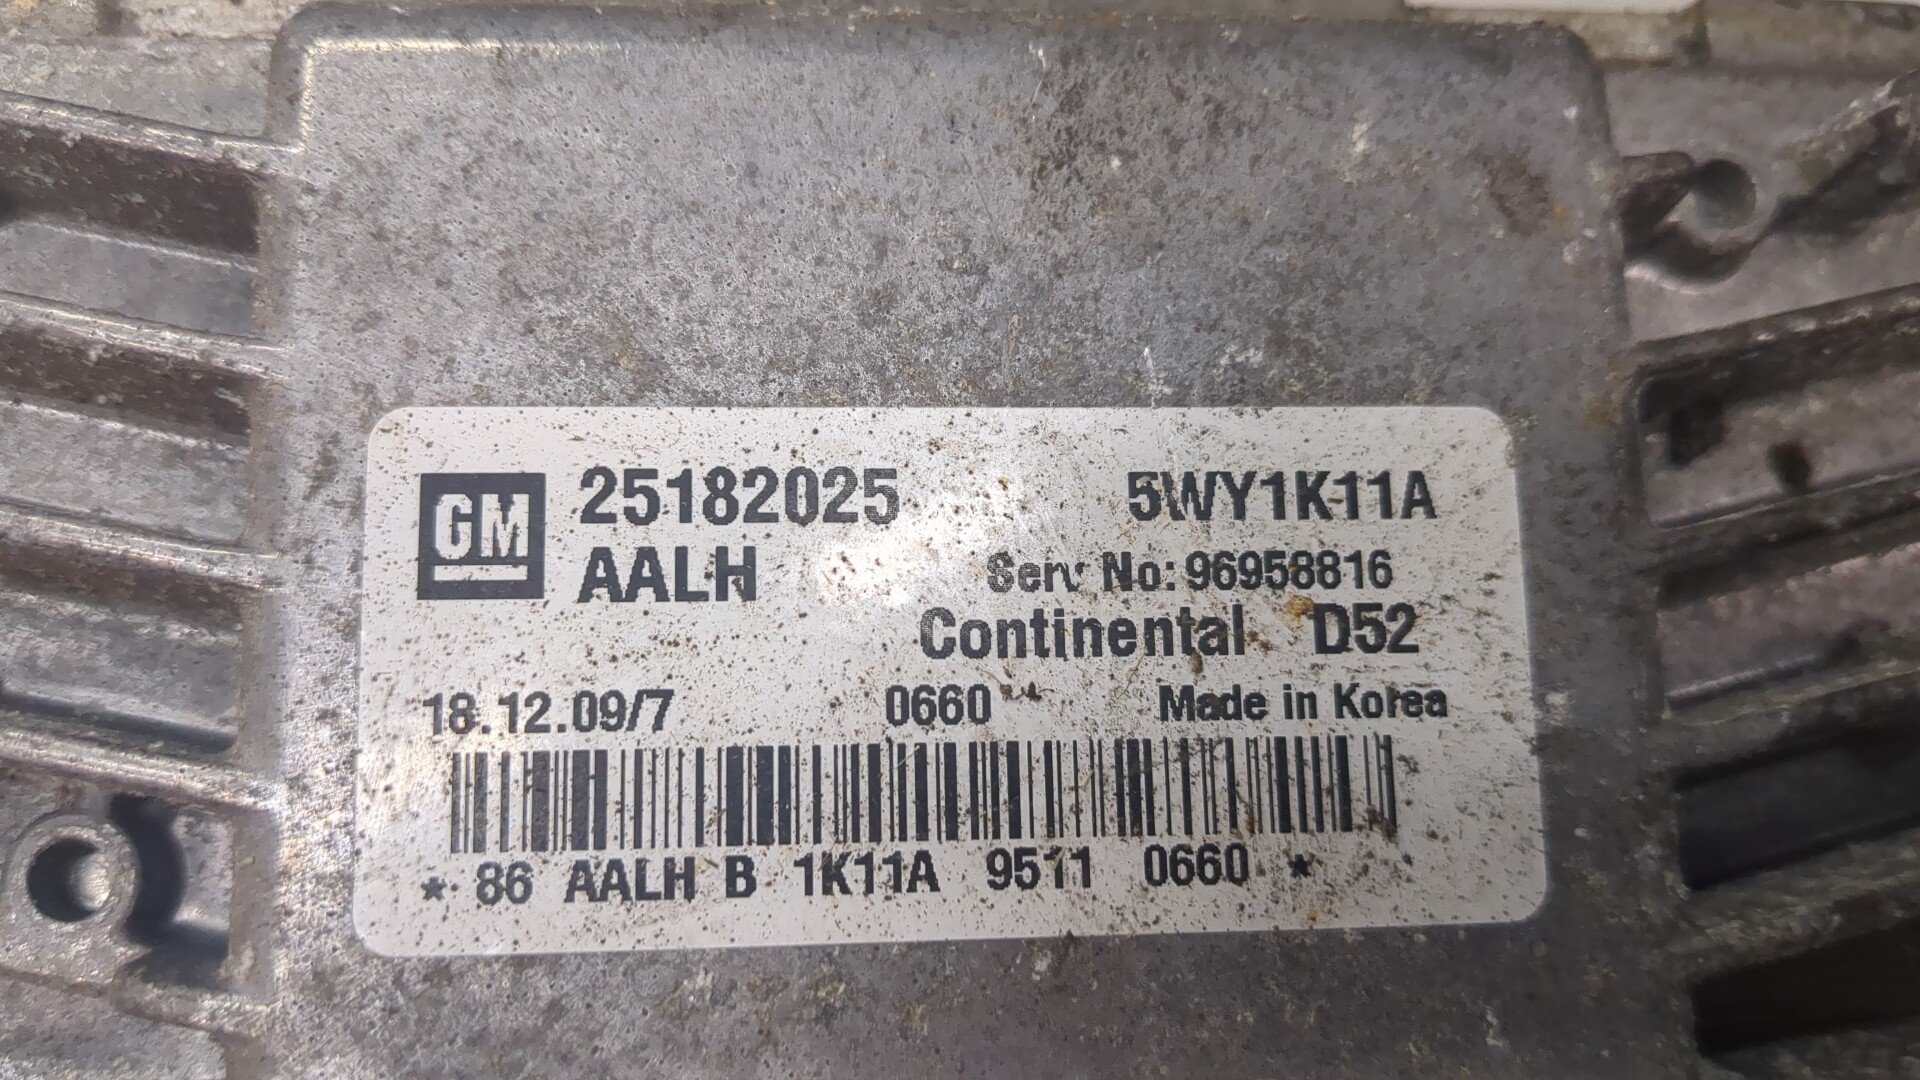 GM 25182025 5WY1K11A
AALH Serv No: 96958816
Continental D52
18.12.09/7 0660 Made in Korea
* 86 AALH B 1K11A 9511 0660 *